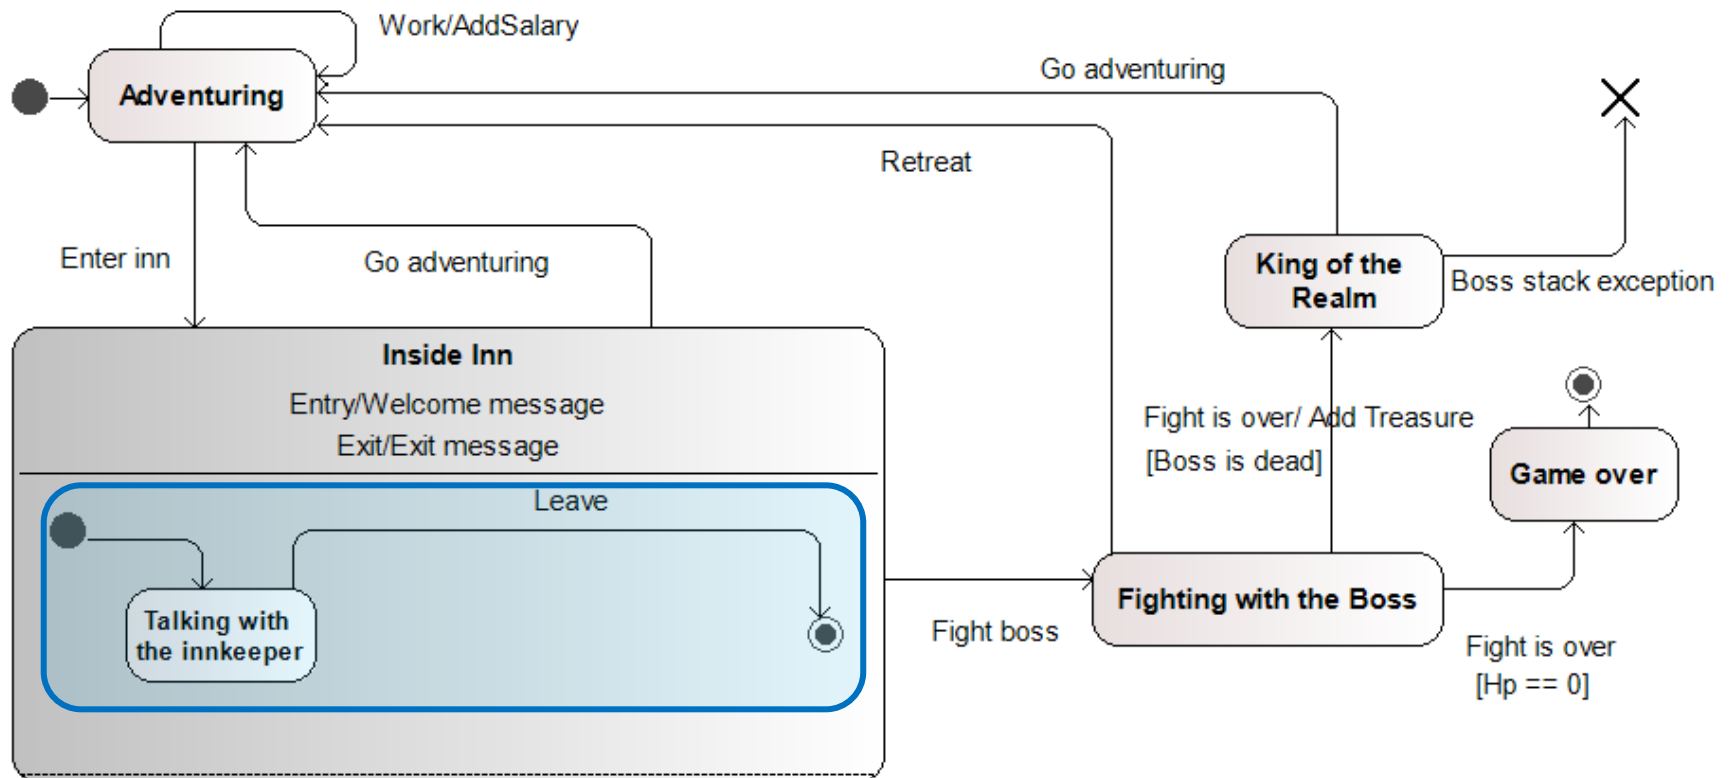 Work/AddSalary
Adventuring
Go adventuring
Retreat
Enter inn
Go adventuring
King of the
Realm
Boss stack exception
Inside Inn
Entry/Welcome message
Exit/Exit message
Fight is over/ Add Treasure
[Boss is dead]
Game over
Leave
Talking with
the innkeeper
Fight boss
Fighting with the Boss
Fight is over
[Hp == 0]